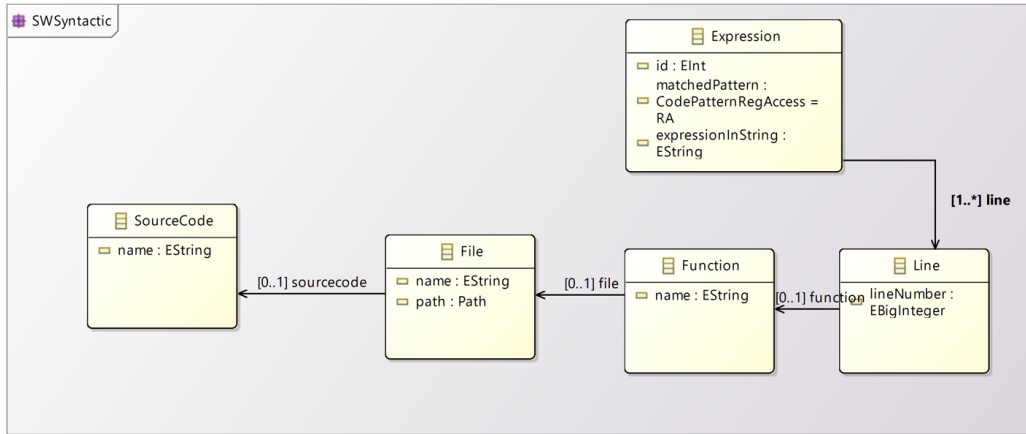 SWSyntactic
Expression
id : EInt
matchedPattern :
CodePatternRegAccess =
RA
expressionInString :
EString
[1..*] line
SourceCode
name : EString
[0..1] sourcecode
File
name : EString
path : Path
[0..1] file
Function
name : EString
[0..1] function
Line
lineNumber :
EBigInteger